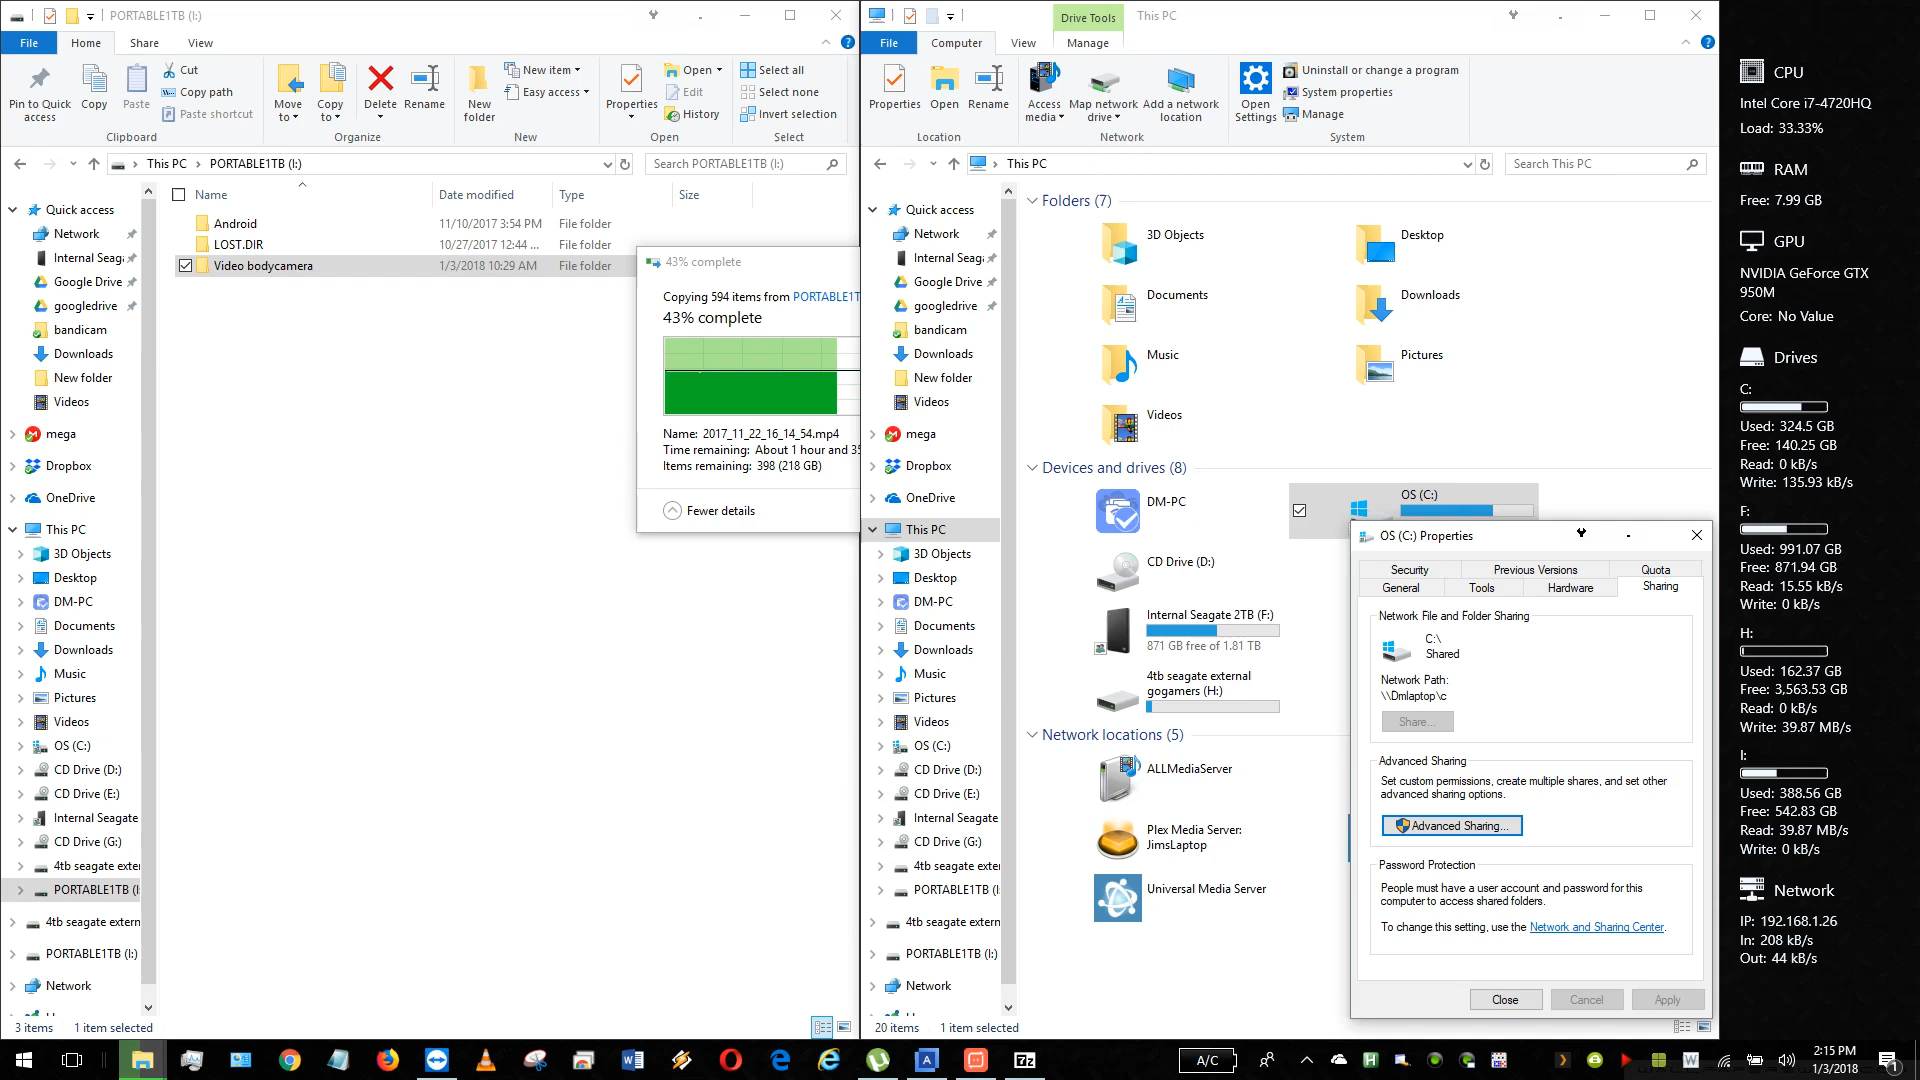 PORTABLE1TB (I:)
File
Home
Share
View
Pin to Quick access
Copy
Paste
Cut
Copy path
Paste shortcut
Clipboard
Move to
Copy to
Delete
Rename
Organize
New folder
New item
Easy access
New
Properties
Open
Edit
History
Open
Select all
Select none
Invert selection
Select
This PC > PORTABLE1TB (I:)
Search PORTABLE1TB (I:)
Quick access
Network
Internal Seag
Google Drive
googledrive
bandicam
Downloads
New folder
Videos
mega
Dropbox
OneDrive
This PC
3D Objects
Desktop
DM-PC
Documents
Downloads
Music
Pictures
Videos
OS (C:)
CD Drive (D:)
CD Drive (E:)
Internal Seagate
CD Drive (G:)
4tb seagate exter
PORTABLE1TB (I:
4tb seagate extern
PORTABLE1TB (I:)
Network
Name
Date modified
Type
Size
Android 11/10/2017 3:54 PM File folder
LOST.DIR 10/27/2017 12:44 ... File folder
Video bodycamera 1/3/2018 10:29 AM File folder
43% complete
Copying 594 items from PORTABLE1T
43% complete
Name: 2017_11_22_16_14_54.mp4
Time remaining: About 1 hour and 35
Items remaining: 398 (218 GB)
Fewer details
3 items 1 item selected
Drive Tools
This PC
File
Computer
View
Manage
Properties
Open
Rename
Location
Access media
Map network drive
Add a network location
Network
Open Settings
Uninstall or change a program
System properties
Manage
System
This PC
Search This PC
Quick access
Network
Internal Seag
Google Drive
googledrive
bandicam
Downloads
New folder
Videos
mega
Dropbox
OneDrive
This PC
3D Objects
Desktop
DM-PC
Documents
Downloads
Music
Pictures
Videos
OS (C:)
CD Drive (D:)
CD Drive (E:)
Internal Seagate
CD Drive (G:)
4tb seagate exter
PORTABLE1TB (I:
4tb seagate extern
PORTABLE1TB (I:)
Network
Folders (7)
3D Objects
Desktop
Documents
Downloads
Music
Pictures
Videos
Devices and drives (8)
DM-PC
OS (C:)
CD Drive (D:)
Internal Seagate 2TB (F:)
871 GB free of 1.81 TB
4tb seagate external
gogamers (H:)
Network locations (5)
ALLMediaServer
Plex Media Server:
JimsLaptop
Universal Media Server
20 items 1 item selected
OS (C:) Properties
Security
Previous Versions
Quota
General
Tools
Hardware
Sharing
Network File and Folder Sharing
C:\
Shared
Network Path:
\\Dmlaptop\c
Share...
Advanced Sharing
Set custom permissions, create multiple shares, and set other
advanced sharing options.
Advanced Sharing...
Password Protection
People must have a user account and password for this
computer to access shared folders.
To change this setting, use the Network and Sharing Center.
Close
Cancel
Apply
CPU
Intel Core i7-4720HQ
Load: 33.33%
RAM
Free: 7.99 GB
GPU
NVIDIA GeForce GTX
950M
Core: No Value
Drives
C:
Used: 324.5 GB
Free: 140.25 GB
Read: 0 kB/s
Write: 135.93 kB/s
F:
Used: 991.07 GB
Free: 871.94 GB
Read: 15.55 kB/s
Write: 0 kB/s
H:
Used: 162.37 GB
Free: 3,563.53 GB
Read: 0 kB/s
Write: 39.87 MB/s
I:
Used: 388.56 GB
Free: 542.83 GB
Read: 39.87 MB/s
Write: 0 kB/s
Network
IP: 192.168.1.26
In: 208 kB/s
Out: 44 kB/s
A/C
2:15 PM
1/3/2018